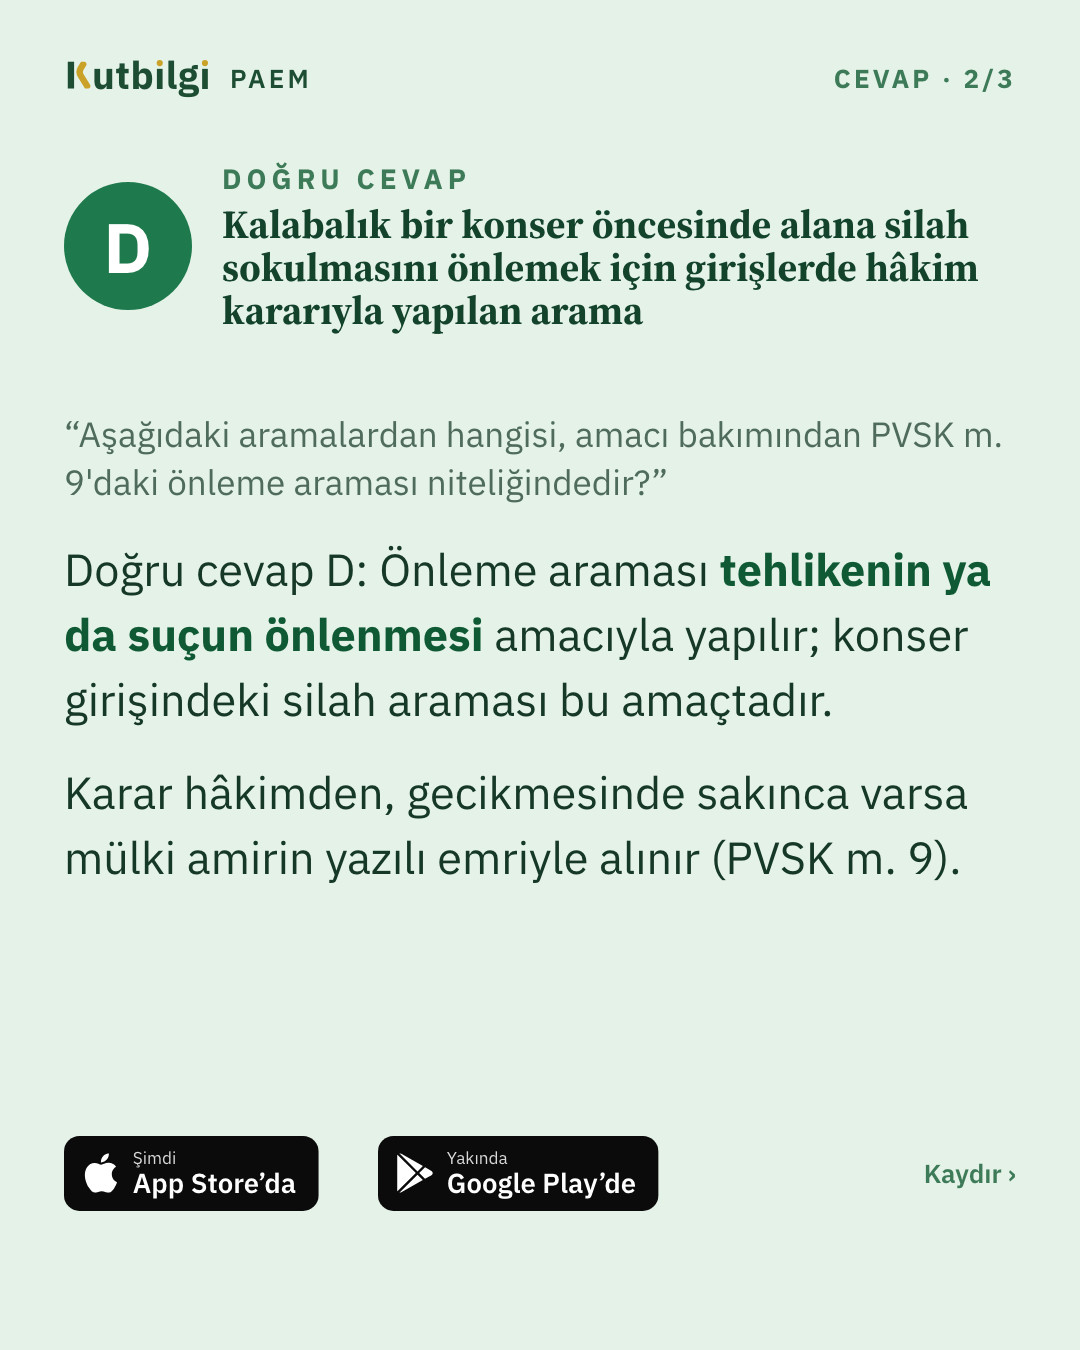 Kutbilgi PAEM
CEVAP · 2/3
D
DOĞRU CEVAP
Kalabalık bir konser öncesinde alana silah
sokulmasını önlemek için girişlerde hâkim
kararıyla yapılan arama
“Aşağıdaki aramalardan hangisi, amacı bakımından PVSK m.
9'daki önleme araması niteliğindedir?”
Doğru cevap D: Önleme araması tehlikenin ya
da suçun önlenmesi amacıyla yapılır; konser
girişindeki silah araması bu amaçtadır.
Karar hâkimden, gecikmesinde sakınca varsa
mülki amirin yazılı emriyle alınır (PVSK m. 9).
Şimdi
App Store’da
Yakında
Google Play’de
Kaydır ›